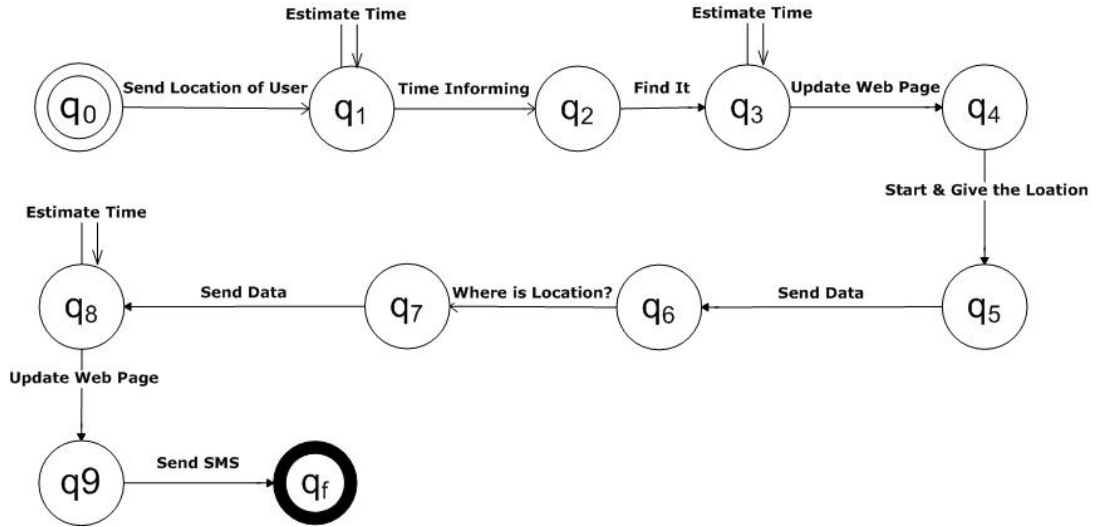 Estimate Time
Estimate Time
q0
Send Location of User
q1
Time Informing
q2
Find It
q3
Update Web Page
q4
Start & Give the Loation
Estimate Time
q8
Send Data
q7
Where is Location?
q6
Send Data
q5
Update Web Page
q9
Send SMS
qf